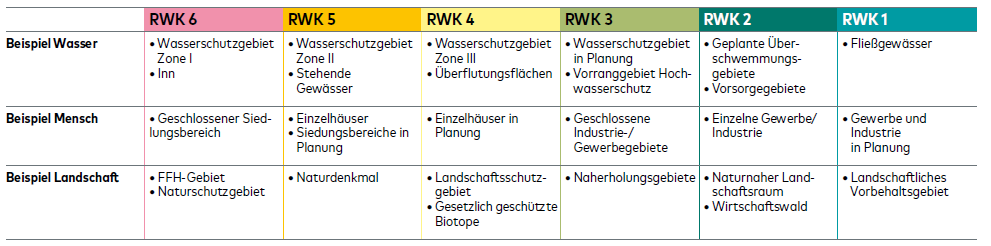 RWK 6 RWK 5 RWK 4 RWK 3 RWK 2 RWK 1
Beispiel Wasser
• Wasserschutzgebiet
Zone I
• Inn
• Wasserschutzgebiet
Zone II
• Stehende
Gewässer
• Wasserschutzgebiet
Zone III
• Überflutungsflächen
• Wasserschutzgebiet
in Planung
• Vorranggebiet Hoch-
wasserschutz
• Geplante Über-
schwemmungs-
gebiete
• Vorsorgegebiete
• Fließgewässer
Beispiel Mensch
• Geschlossener Sied-
lungsbereich
• Einzelhäuser
• Siedungsbereiche in
Planung
• Einzelhäuser in
Planung
• Geschlossene
Industrie-/
Gewerbegebiete
• Einzelne Gewerbe/
Industrie
• Gewerbe und
Industrie
in Planung
Beispiel Landschaft
• FFH-Gebiet
• Naturschutzgebiet
• Naturdenkmal
• Landschaftsschutz-
gebiet
• Gesetzlich geschützte
Biotope
• Naherholungsgebiete
• Naturnaher Land-
schaftsraum
• Wirtschaftswald
• Landschaftliches
Vorbehaltsgebiet